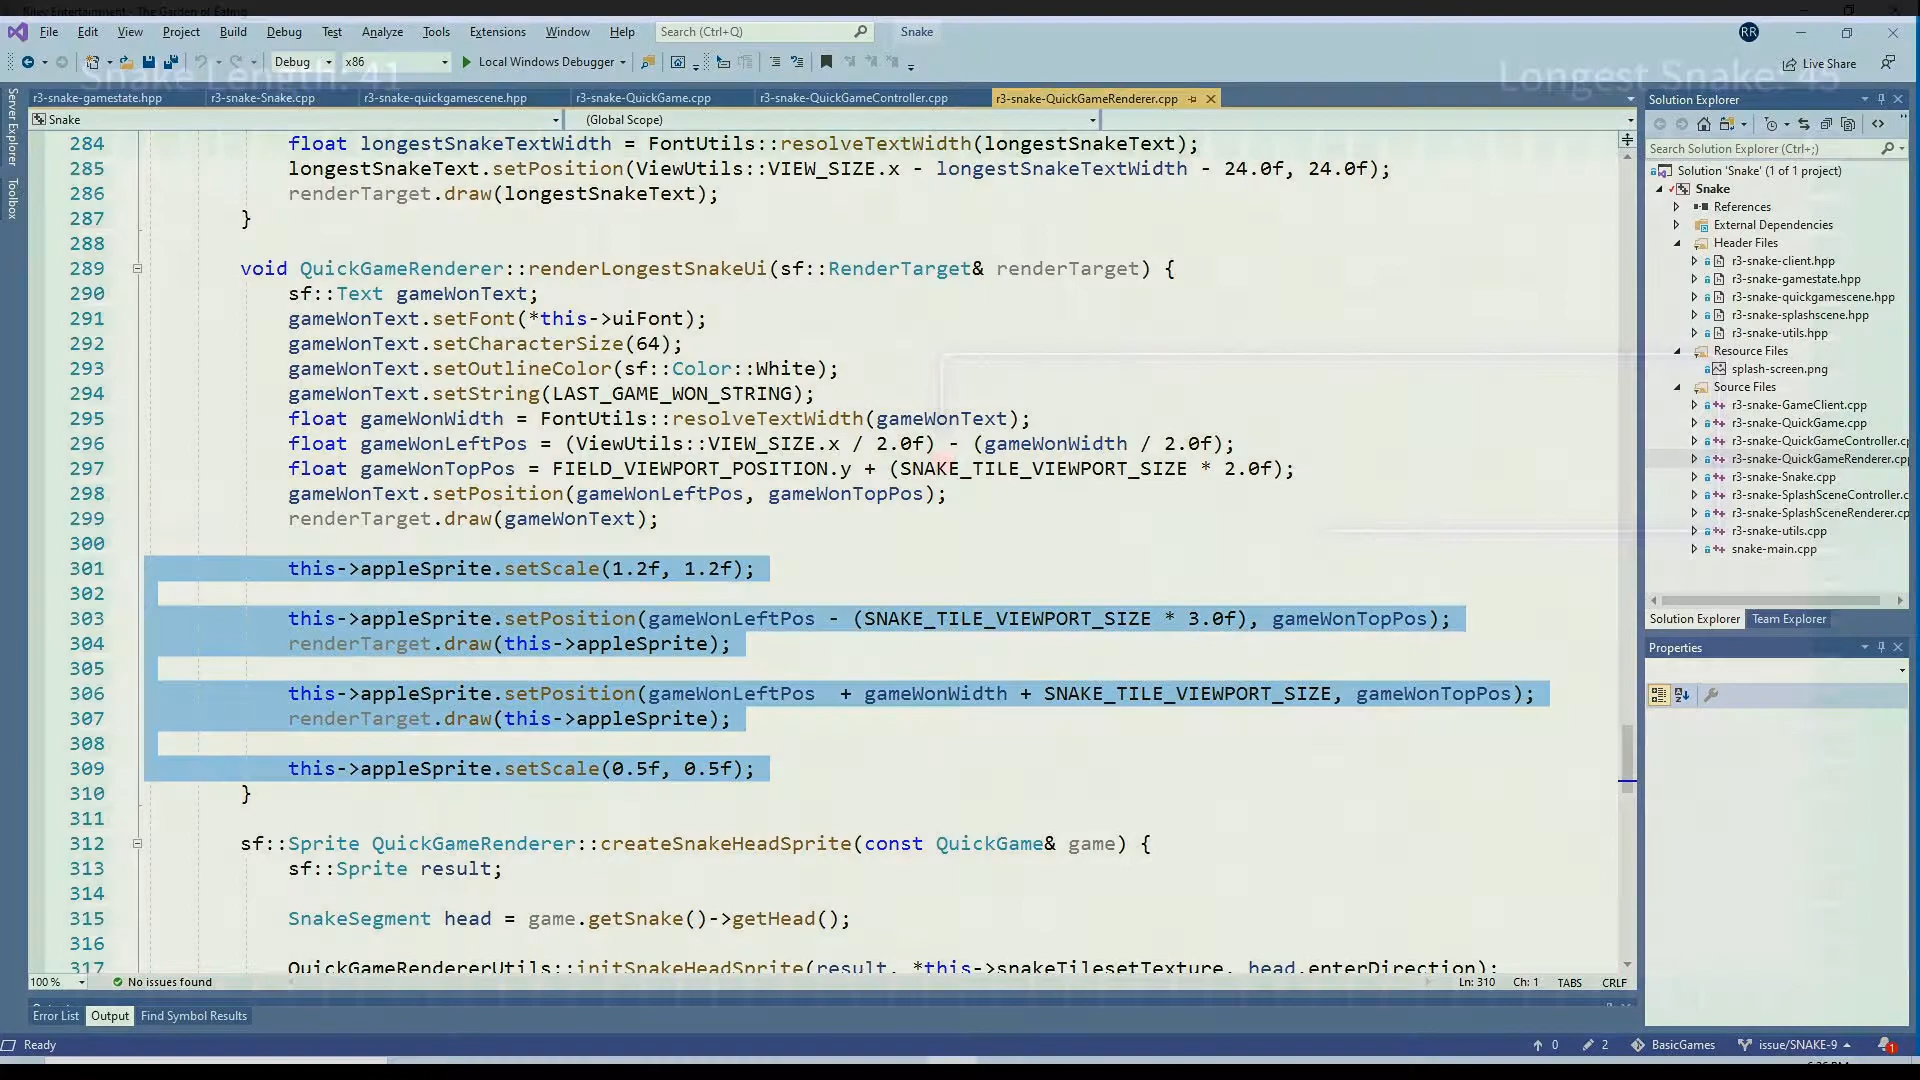 Riley Entertainment - The Garden of Eating
File Edit View Project Build Debug Test Analyze Tools Extensions Window Help Search (Ctrl+Q) Snake RR
Debug x86 Local Windows Debugger Live Share
Snake Length: 41
Longest Snake: 45
r3-snake-gamestate.hpp r3-snake-Snake.cpp r3-snake-quickgamescene.hpp r3-snake-QuickGame.cpp r3-snake-QuickGameController.cpp r3-snake-QuickGameRenderer.cpp
Snake (Global Scope)
Server Explorer
Toolbox
284 float longestSnakeTextWidth = FontUtils::resolveTextWidth(longestSnakeText);
285 longestSnakeText.setPosition(ViewUtils::VIEW_SIZE.x - longestSnakeTextWidth - 24.0f, 24.0f);
286 renderTarget.draw(longestSnakeText);
287 }
288
289 void QuickGameRenderer::renderLongestSnakeUi(sf::RenderTarget& renderTarget) {
290 sf::Text gameWonText;
291 gameWonText.setFont(*this->uiFont);
292 gameWonText.setCharacterSize(64);
293 gameWonText.setOutlineColor(sf::Color::White);
294 gameWonText.setString(LAST_GAME_WON_STRING);
295 float gameWonWidth = FontUtils::resolveTextWidth(gameWonText);
296 float gameWonLeftPos = (ViewUtils::VIEW_SIZE.x / 2.0f) - (gameWonWidth / 2.0f);
297 float gameWonTopPos = FIELD_VIEWPORT_POSITION.y + (SNAKE_TILE_VIEWPORT_SIZE * 2.0f);
298 gameWonText.setPosition(gameWonLeftPos, gameWonTopPos);
299 renderTarget.draw(gameWonText);
300
301 this->appleSprite.setScale(1.2f, 1.2f);
302
303 this->appleSprite.setPosition(gameWonLeftPos - (SNAKE_TILE_VIEWPORT_SIZE * 3.0f), gameWonTopPos);
304 renderTarget.draw(this->appleSprite);
305
306 this->appleSprite.setPosition(gameWonLeftPos  + gameWonWidth + SNAKE_TILE_VIEWPORT_SIZE, gameWonTopPos);
307 renderTarget.draw(this->appleSprite);
308
309 this->appleSprite.setScale(0.5f, 0.5f);
310 }
311
312 sf::Sprite QuickGameRenderer::createSnakeHeadSprite(const QuickGame& game) {
313 sf::Sprite result;
314
315 SnakeSegment head = game.getSnake()->getHead();
316
317 QuickGameRendererUtils::initSnakeHeadSprite(result, *this->snakeTilesetTexture, head.enterDirection);
100 % No issues found Ln: 310 Ch: 1 TABS CRLF
Error List Output Find Symbol Results
Ready 0 2 BasicGames issue/SNAKE-9 1
Solution Explorer
Search Solution Explorer (Ctrl+;)
Solution 'Snake' (1 of 1 project)
Snake
References
External Dependencies
Header Files
r3-snake-client.hpp
r3-snake-gamestate.hpp
r3-snake-quickgamescene.hpp
r3-snake-splashscene.hpp
r3-snake-utils.hpp
Resource Files
splash-screen.png
Source Files
r3-snake-GameClient.cpp
r3-snake-QuickGame.cpp
r3-snake-QuickGameController.cp
r3-snake-QuickGameRenderer.cpp
r3-snake-Snake.cpp
r3-snake-SplashSceneController.c
r3-snake-SplashSceneRenderer.cp
r3-snake-utils.cpp
snake-main.cpp
Solution Explorer Team Explorer
Properties